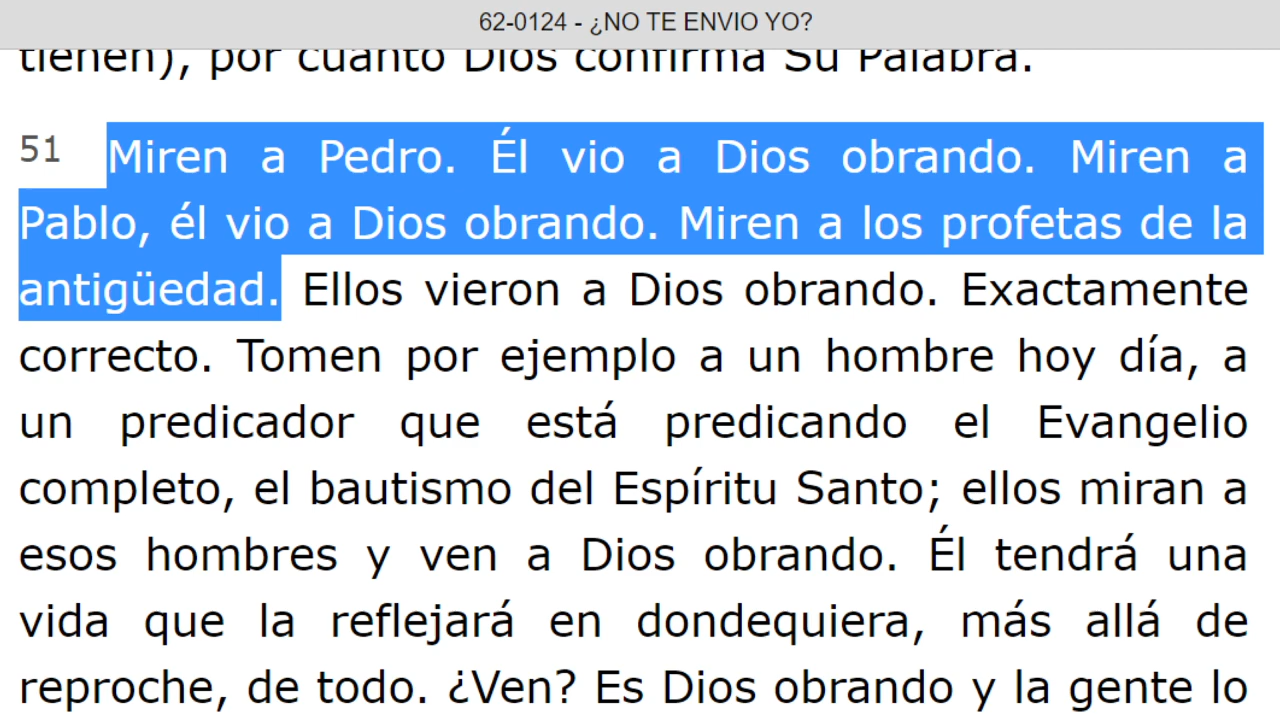 62-0124 - ¿NO TE ENVIO YO?
tienen), por cuanto Dios confirma Su Palabra.
51 Miren a Pedro. Él vio a Dios obrando. Miren a
Pablo, él vio a Dios obrando. Miren a los profetas de la
antigüedad. Ellos vieron a Dios obrando. Exactamente
correcto. Tomen por ejemplo a un hombre hoy día, a
un predicador que está predicando el Evangelio
completo, el bautismo del Espíritu Santo; ellos miran a
esos hombres y ven a Dios obrando. Él tendrá una
vida que la reflejará en dondequiera, más allá de
reproche, de todo. ¿Ven? Es Dios obrando y la gente lo